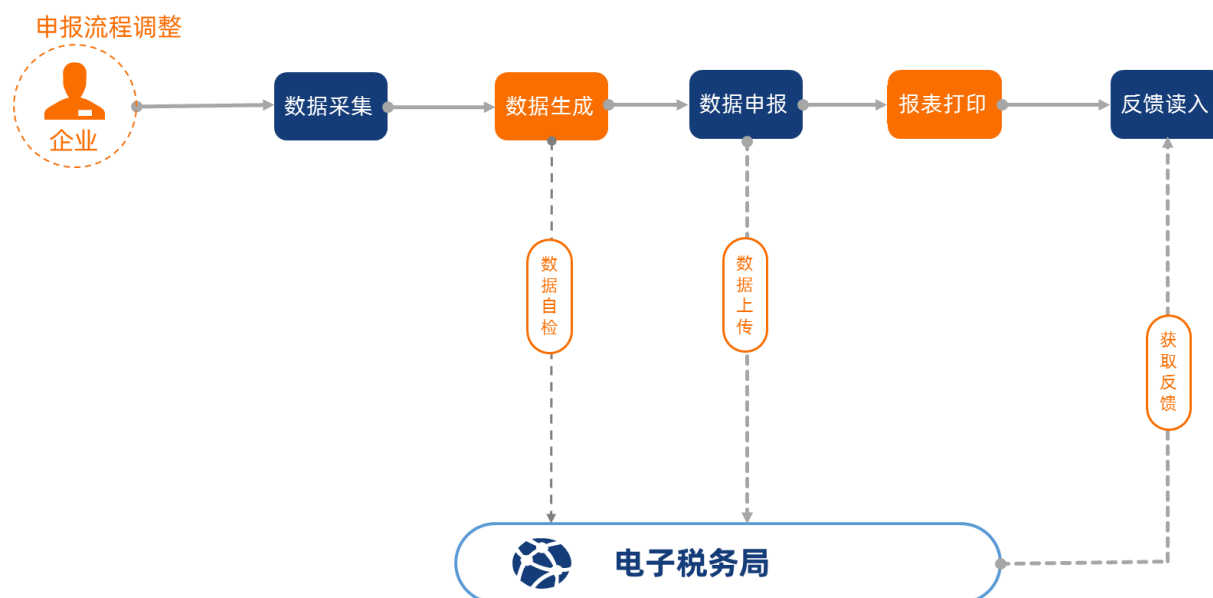 申报流程调整
企业
数据采集
数据生成
数据申报
报表打印
反馈读入
数据自检
数据上传
获取反馈
电子税务局